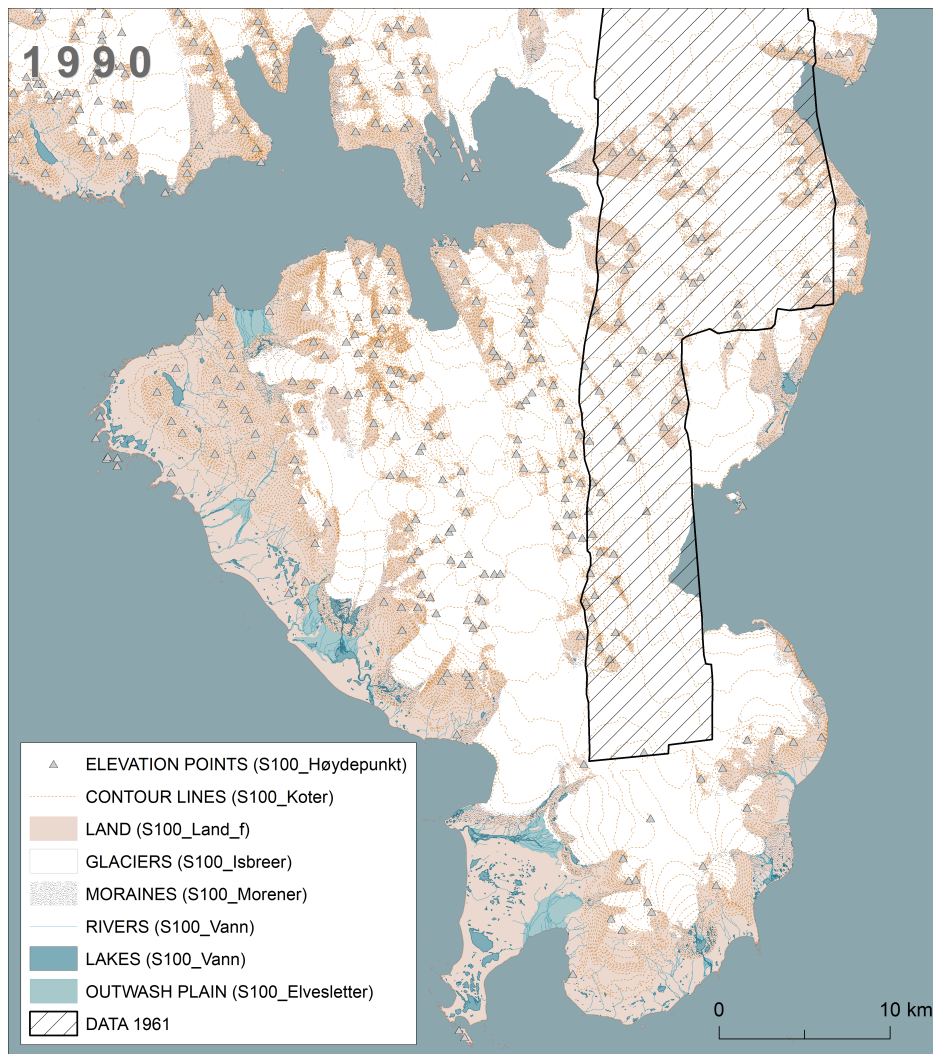 1990
ELEVATION POINTS (S100_Høydepunkt)
CONTOUR LINES (S100_Koter)
LAND (S100_Land_f)
GLACIERS (S100_Isbreer)
MORAINES (S100_Morener)
RIVERS (S100_Vann)
LAKES (S100_Vann)
OUTWASH PLAIN (S100_Elvesletter)
DATA 1961
0 10 km